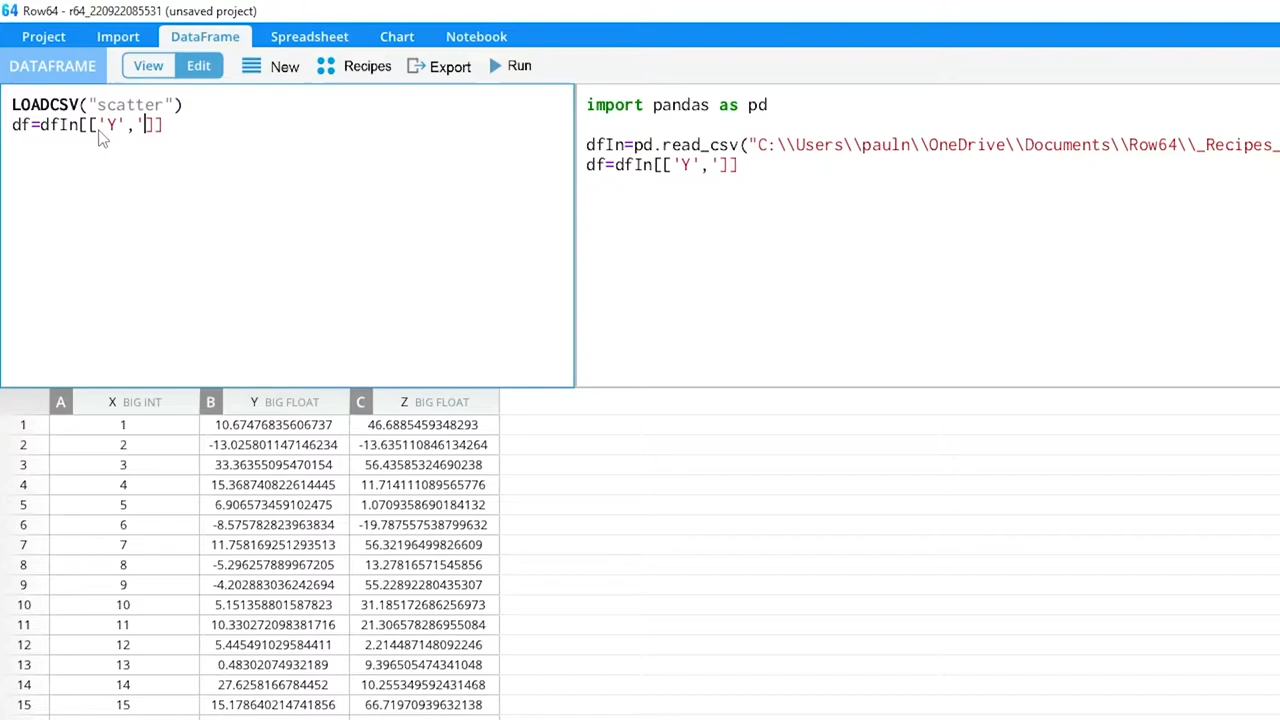 64 Row64 - r64_220922085531 (unsaved project)
Project Import DataFrame Spreadsheet Chart Notebook
DATAFRAME View Edit New Recipes Export Run
LOADCSV("scatter")
df=dfIn[['Y',']]
import pandas as pd
dfIn=pd.read_csv("C:\\Users\\pauln\\OneDrive\\Documents\\Row64\\_Recipes_
df=dfIn[['Y',']]
A X BIG INT B Y BIG FLOAT C Z BIG FLOAT
1 1 10.67476835606737 46.6885459348293
2 2 -13.025801147146234 -13.635110846134264
3 3 33.36355095470154 56.43585324690238
4 4 15.368740822614445 11.714111089565776
5 5 6.906573459102475 1.0709358690184132
6 6 -8.575782823963834 -19.787557538799632
7 7 11.758169251293513 56.32196499826609
8 8 -5.296257889967205 13.27816571545856
9 9 -4.202883036242694 55.22892280435307
10 10 5.151358801587823 31.185172686256973
11 11 10.330272098381716 21.306578286955084
12 12 5.445491029584411 2.214487148092246
13 13 0.48302074932189 9.396505474341048
14 14 27.6258166784452 10.255349592431468
15 15 15.178640214741856 66.71970939632138